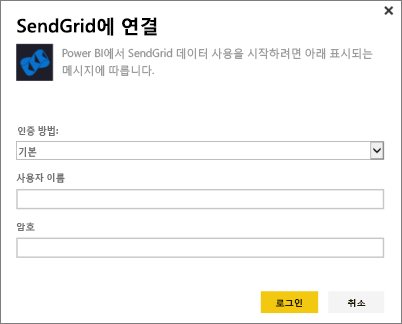 SendGrid에 연결
Power BI에서 SendGrid 데이터 사용을 시작하려면 아래 표시되는
메시지에 따릅니다.
인증 방법:
기본
사용자 이름
암호
로그인
취소